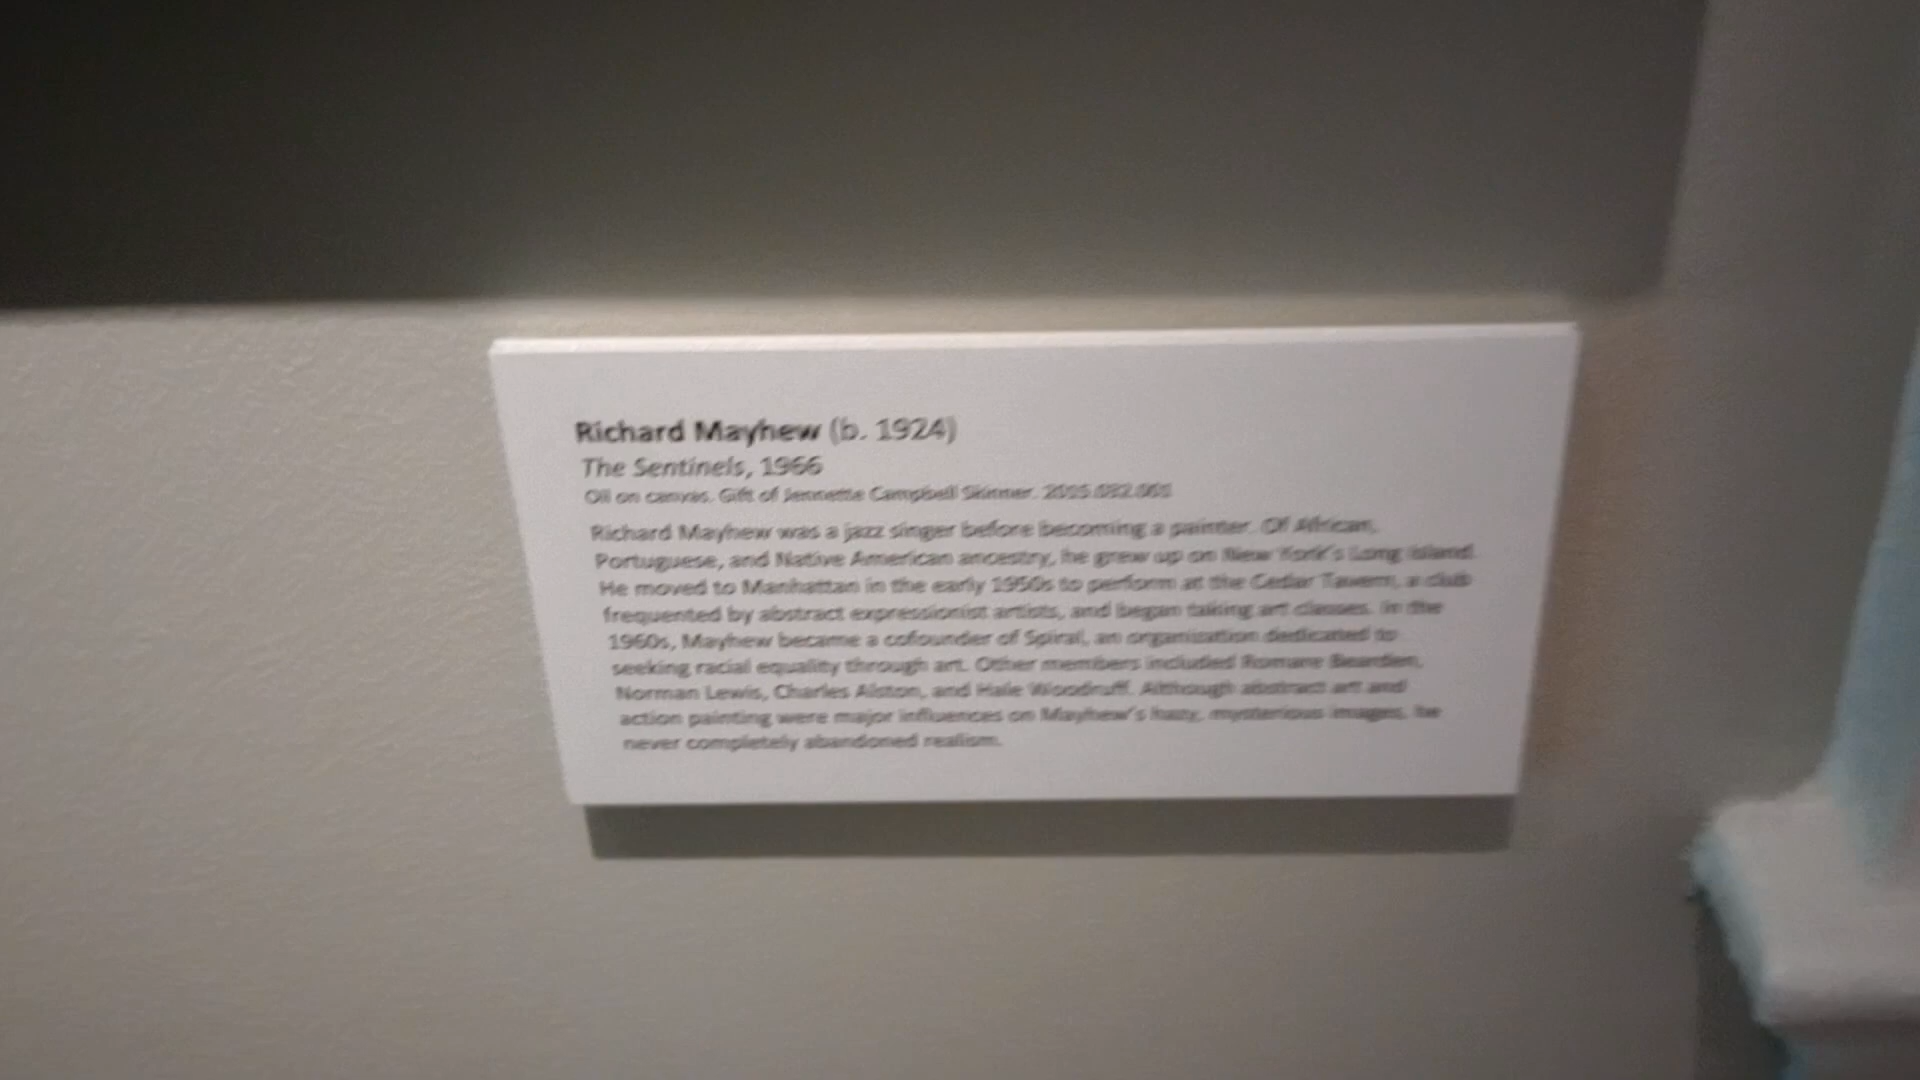 Richard Mayhew (b. 1924)
The Sentinels, 1966
Oil on canvas. Gift of Jennette Campbell Skinner.
Richard Mayhew was a jazz singer before becoming a painter. Of African,
Portuguese, and Native American ancestry, he grew up on New York's Long Island.
He moved to Manhattan in the early 1950s to perform at the Cedar Tavern, a club
frequented by abstract expressionist artists, and began taking art classes. In the
1960s, Mayhew became a cofounder of Spiral, an organization dedicated to
seeking racial equality through art. Other members included Romare Bearden,
Norman Lewis, Charles Alston, and Hale Woodruff. Although abstract art and
action painting were major influences on Mayhew's hazy, mysterious images, he
never completely abandoned realism.